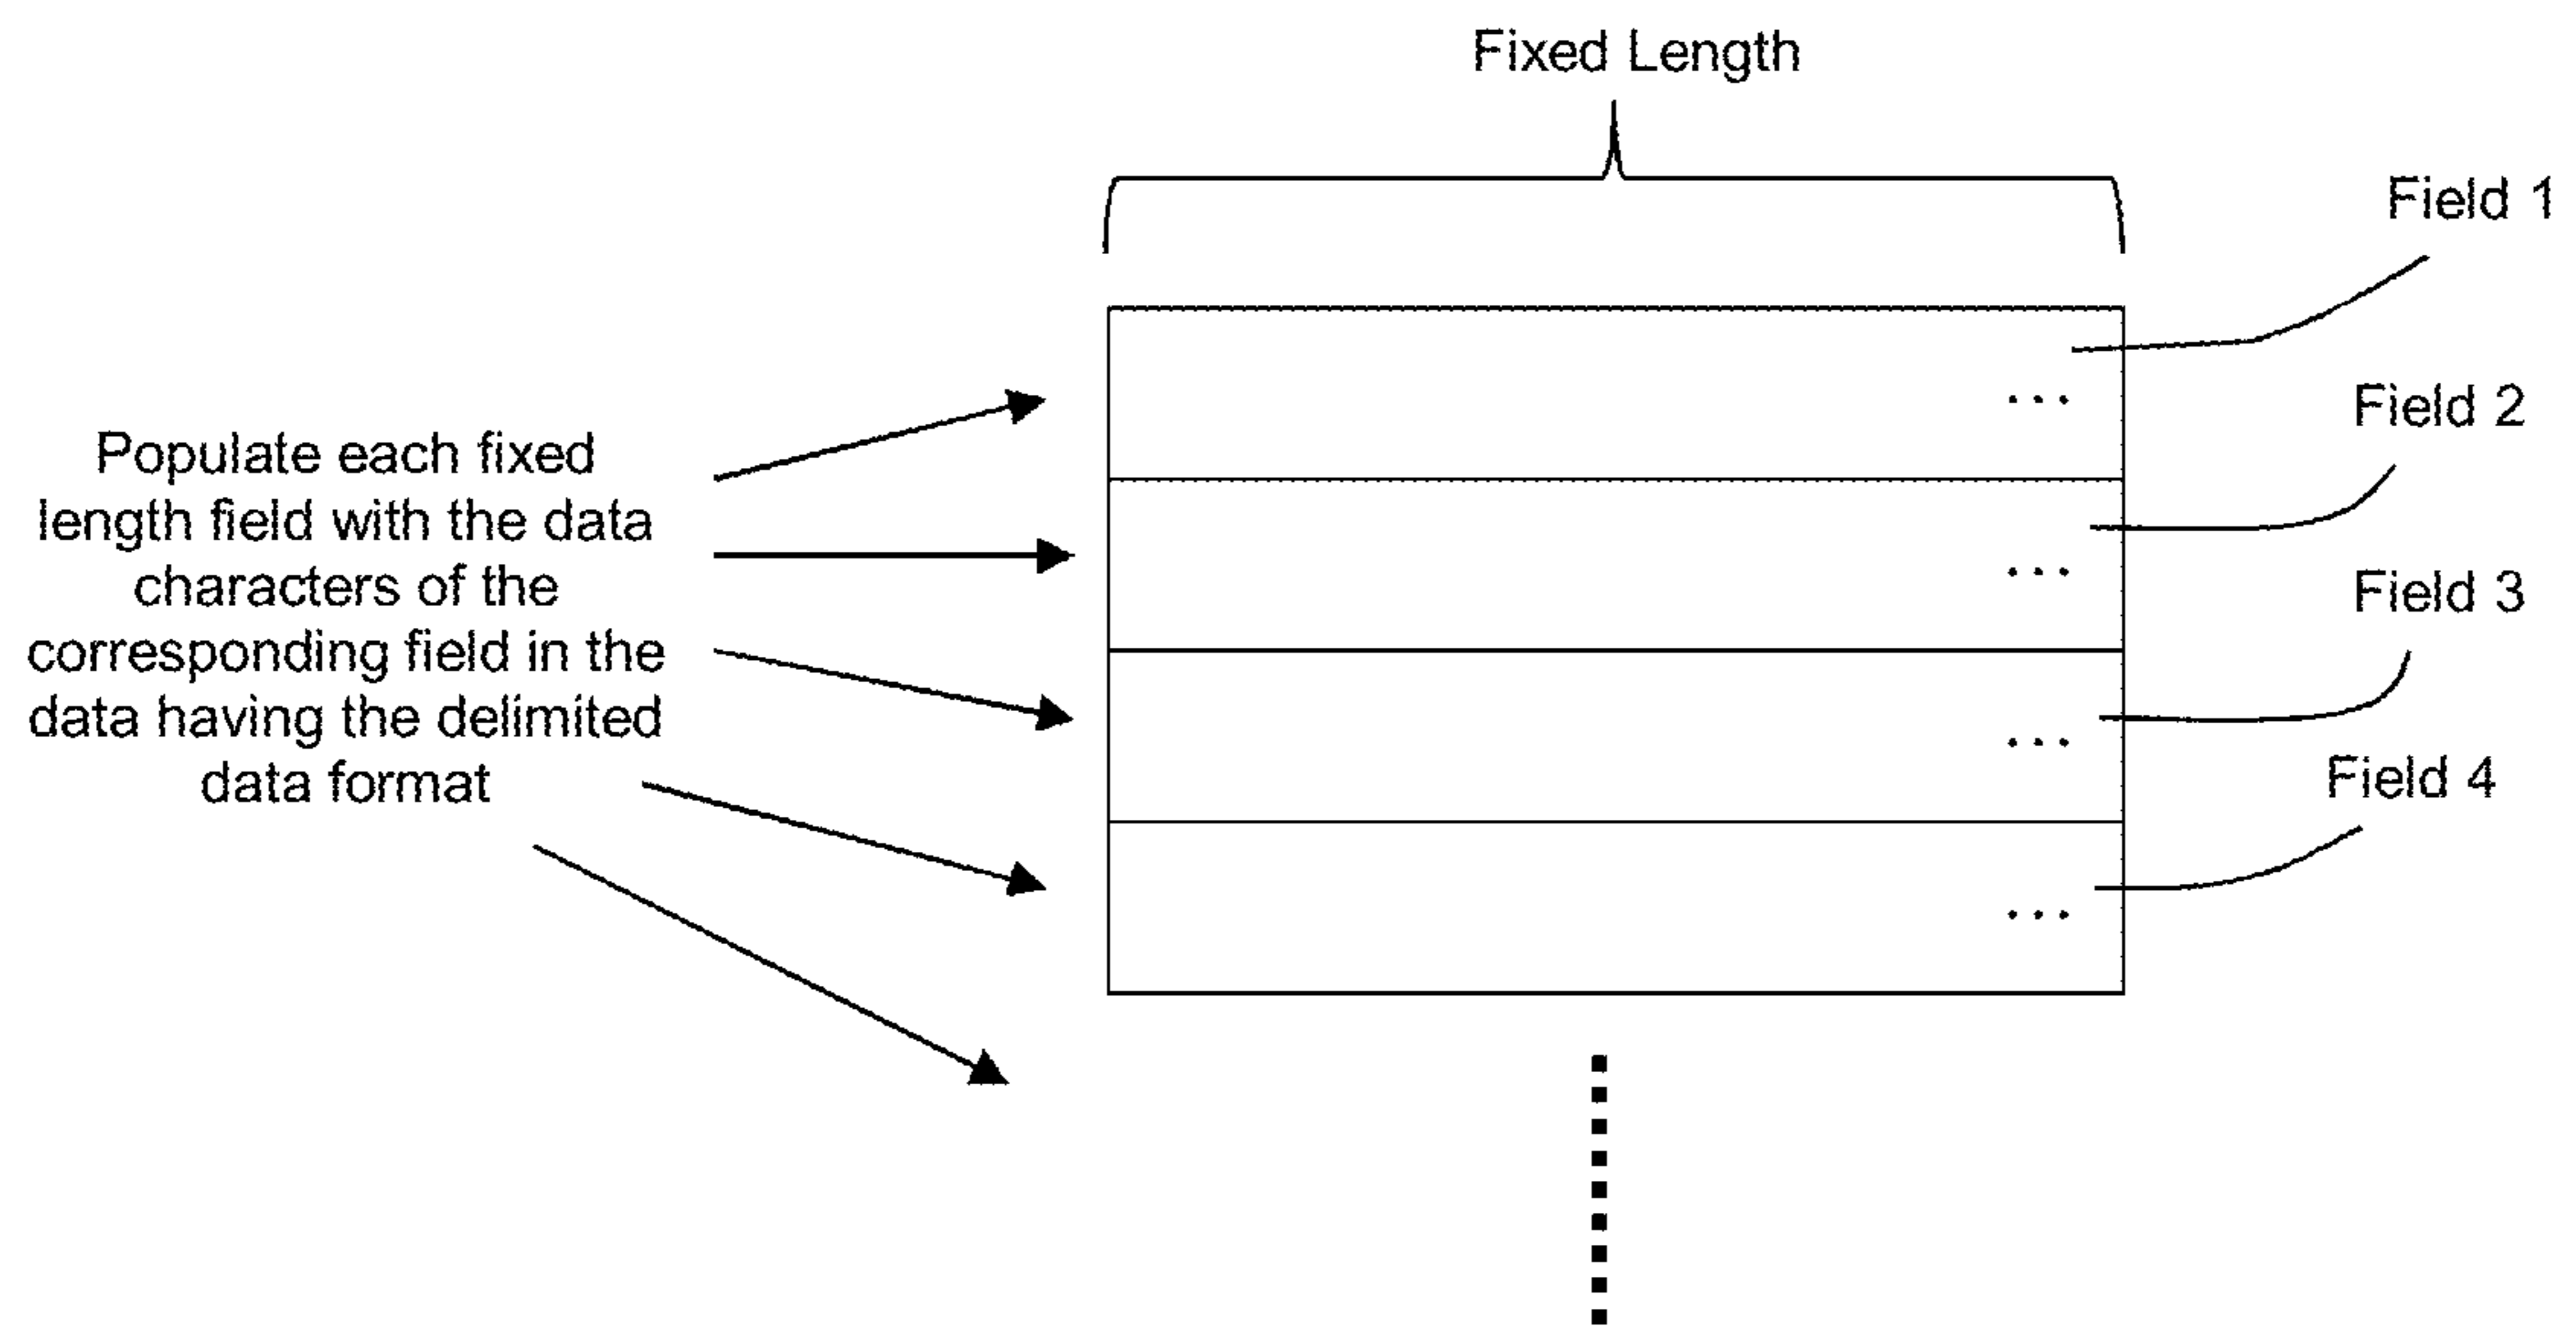 Fixed Length
Field 1
Field 2
Populate each fixed
length field with the data
characters of the
corresponding field in the
data having the delimited
data format
Field 3
Field 4
...
...
...
...